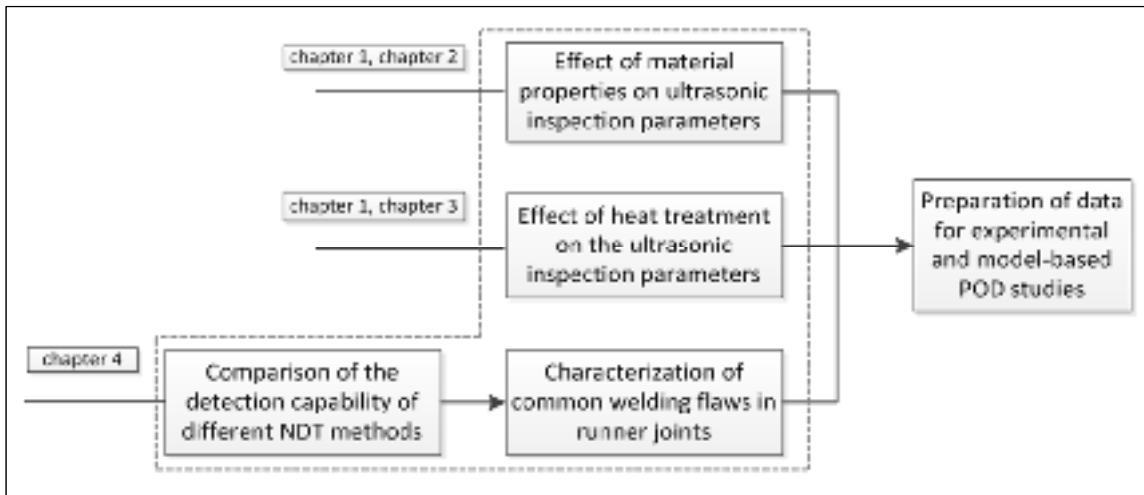 chapter 1, chapter 2
Effect of material
properties on ultrasonic
inspection parameters
chapter 1, chapter 3
Effect of heat treatment
on the ultrasonic
inspection parameters
Preparation of data
for experimental
and model-based
POD studies
chapter 4
Comparison of the
detection capability of
different NDT methods
Characterization of
common welding flaws in
runner joints